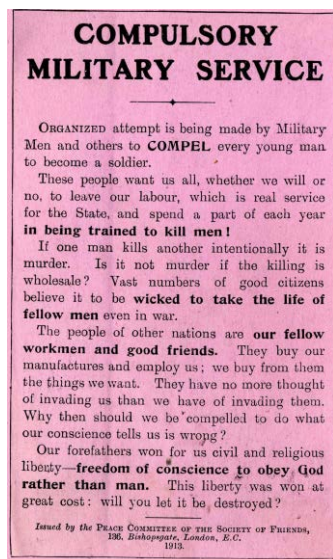 COMPULSORY
MILITARY SERVICE
ORGANIZED attempt is being made by Military
Men and others to COMPEL every young man
to become a soldier.
These people want us all, whether we will or
no, to leave our labour, which is real service
for the State, and spend a part of each year
in being trained to kill men!
If one man kills another intentionally it is
murder. Is it not murder if the killing is
wholesale? Vast numbers of good citizens
believe it to be wicked to take the life of
fellow men even in war.
The people of other nations are our fellow
workmen and good friends. They buy our
manufactures and employ us; we buy from them
the things we want. They have no more thought
of invading us than we have of invading them.
Why then should we be compelled to do what
our conscience tells us is wrong?
Our forefathers won for us civil and religious
liberty—freedom of conscience to obey God
rather than man. This liberty was won at
great cost: will you let it be destroyed?
Issued by the PEACE COMMITTEE OF THE SOCIETY OF FRIENDS,
136, Bishopsgate, London, E.C.
1913.